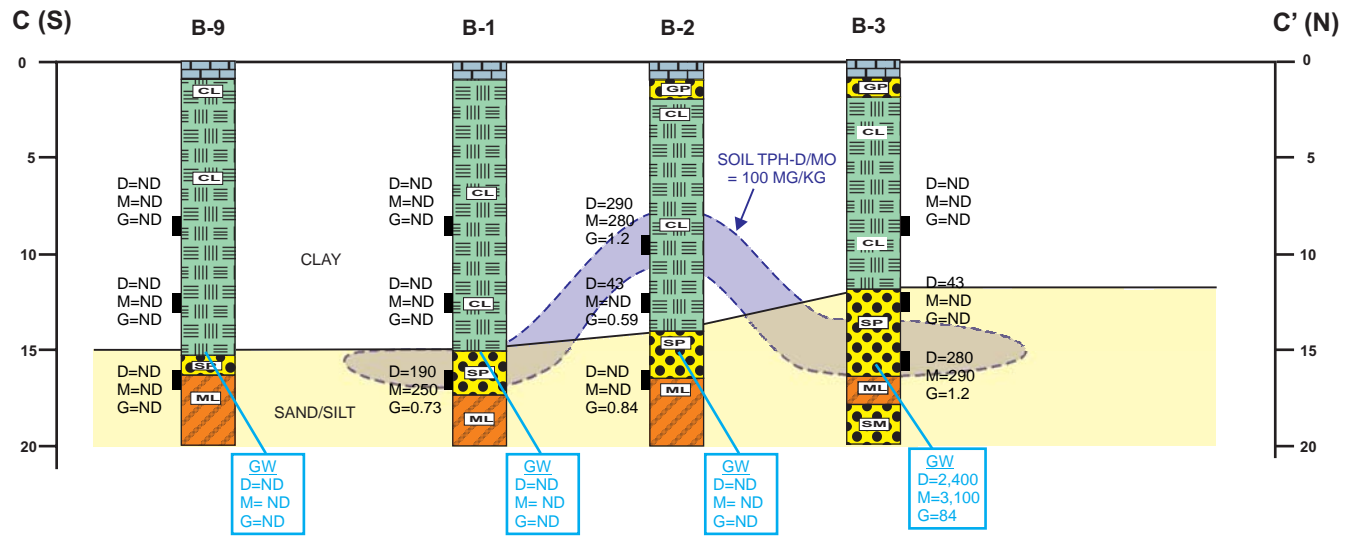 C (S)
B-9
B-1
B-2
B-3
C’ (N)
0
0
CL
GP
GP
CL
CL
5
5
SOIL TPH-D/MO
= 100 MG/KG
CL
CL
D=ND
M=ND
G=ND
D=ND
M=ND
G=ND
D=290
M=280
G=1.2
CL
D=ND
M=ND
G=ND
CL
10
10
CLAY
D=ND
M=ND
G=ND
D=ND
M=ND
G=ND
CL
D=43
M=ND
G=0.59
D=43
M=ND
G=ND
SP
SP
15
15
SP
D=ND
M=ND
G=ND
ML
SAND/SILT
D=190
M=250
G=0.73
SP
ML
D=ND
M=ND
G=0.84
ML
D=280
M=290
G=1.2
ML
SM
20
20
GW
D=ND
M= ND
G=ND
GW
D=ND
M= ND
G=ND
GW
D=ND
M= ND
G=ND
GW
D=2,400
M=3,100
G=84